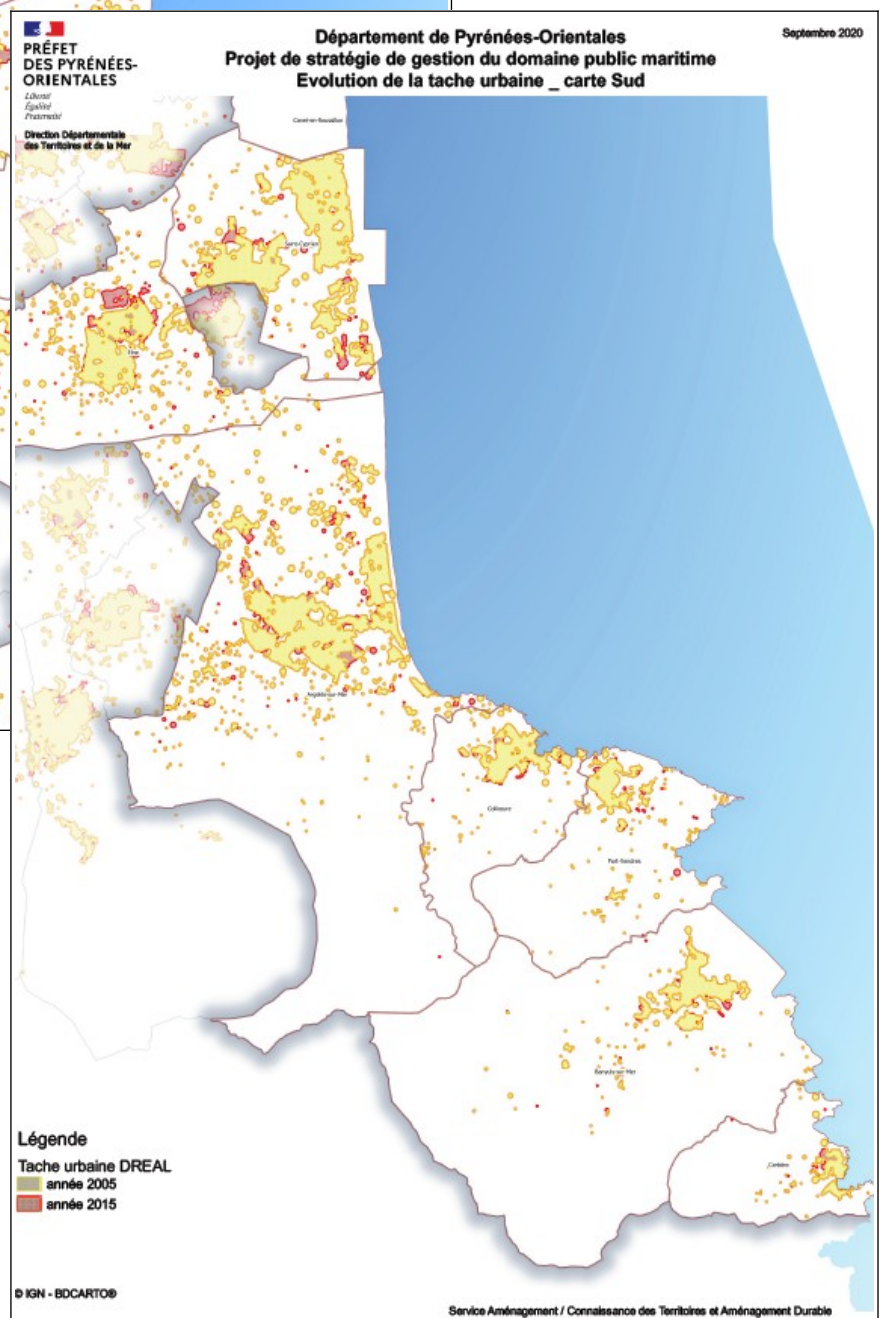 PRÉFET
DES PYRÉNÉES-
ORIENTALES
Liberté
Égalité
Fraternité
Direction Départementale
des Territoires et de la Mer
Département de Pyrénées-Orientales
Projet de stratégie de gestion du domaine public maritime
Evolution de la tache urbaine _ carte Sud
Septembre 2020
Canet-en-Roussillon
Saint-Cyprien
Elne
Argelès-sur-Mer
Collioure
Port-Vendres
Banyuls-sur-Mer
Cerbère
Légende
Tache urbaine DREAL
année 2005
année 2015
© IGN - BDCARTO®
Service Aménagement / Connaissance des Territoires et Aménagement Durable